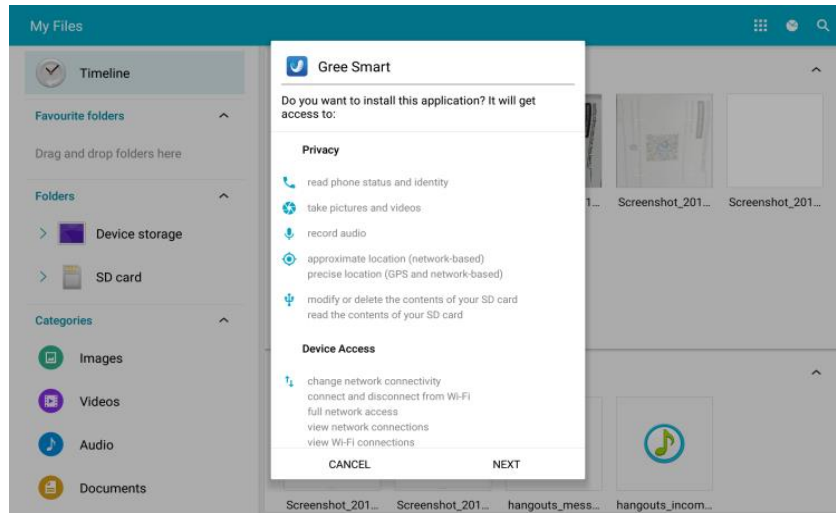 My Files
Timeline
Favourite folders
Drag and drop folders here
Folders
Device storage
SD card
Categories
Images
Videos
Audio
Documents
Gree Smart
Do you want to install this application? It will get
access to:
Privacy
read phone status and identity
take pictures and videos
record audio
approximate location (network-based)
precise location (GPS and network-based)
modify or delete the contents of your SD card
read the contents of your SD card
Device Access
change network connectivity
connect and disconnect from Wi-Fi
full network access
view network connections
view Wi-Fi connections
CANCEL NEXT
1... Screenshot_201... Screenshot_201...
Screenshot_201... Screenshot_201... hangouts_mess... hangouts_incom...